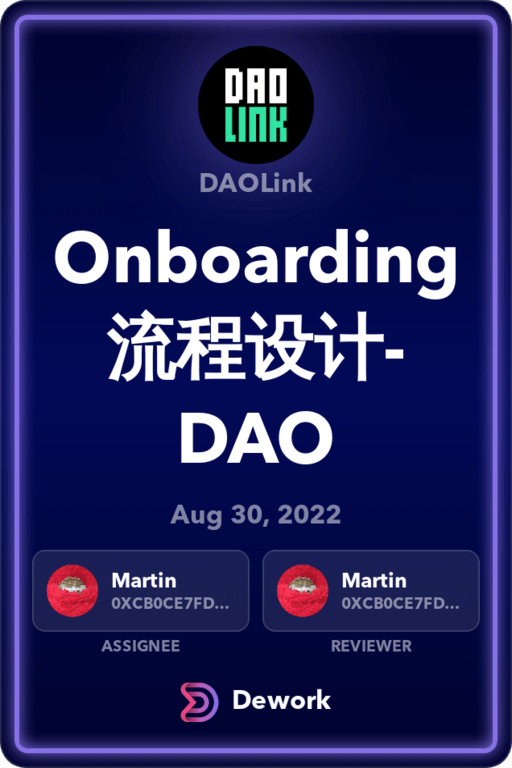 DAO
LINK
DAOLink
Onboarding
流程设计-
DAO
Aug 30, 2022
Martin
0XCB0CE7FD...
Martin
0XCB0CE7FD...
ASSIGNEE
REVIEWER
Dework